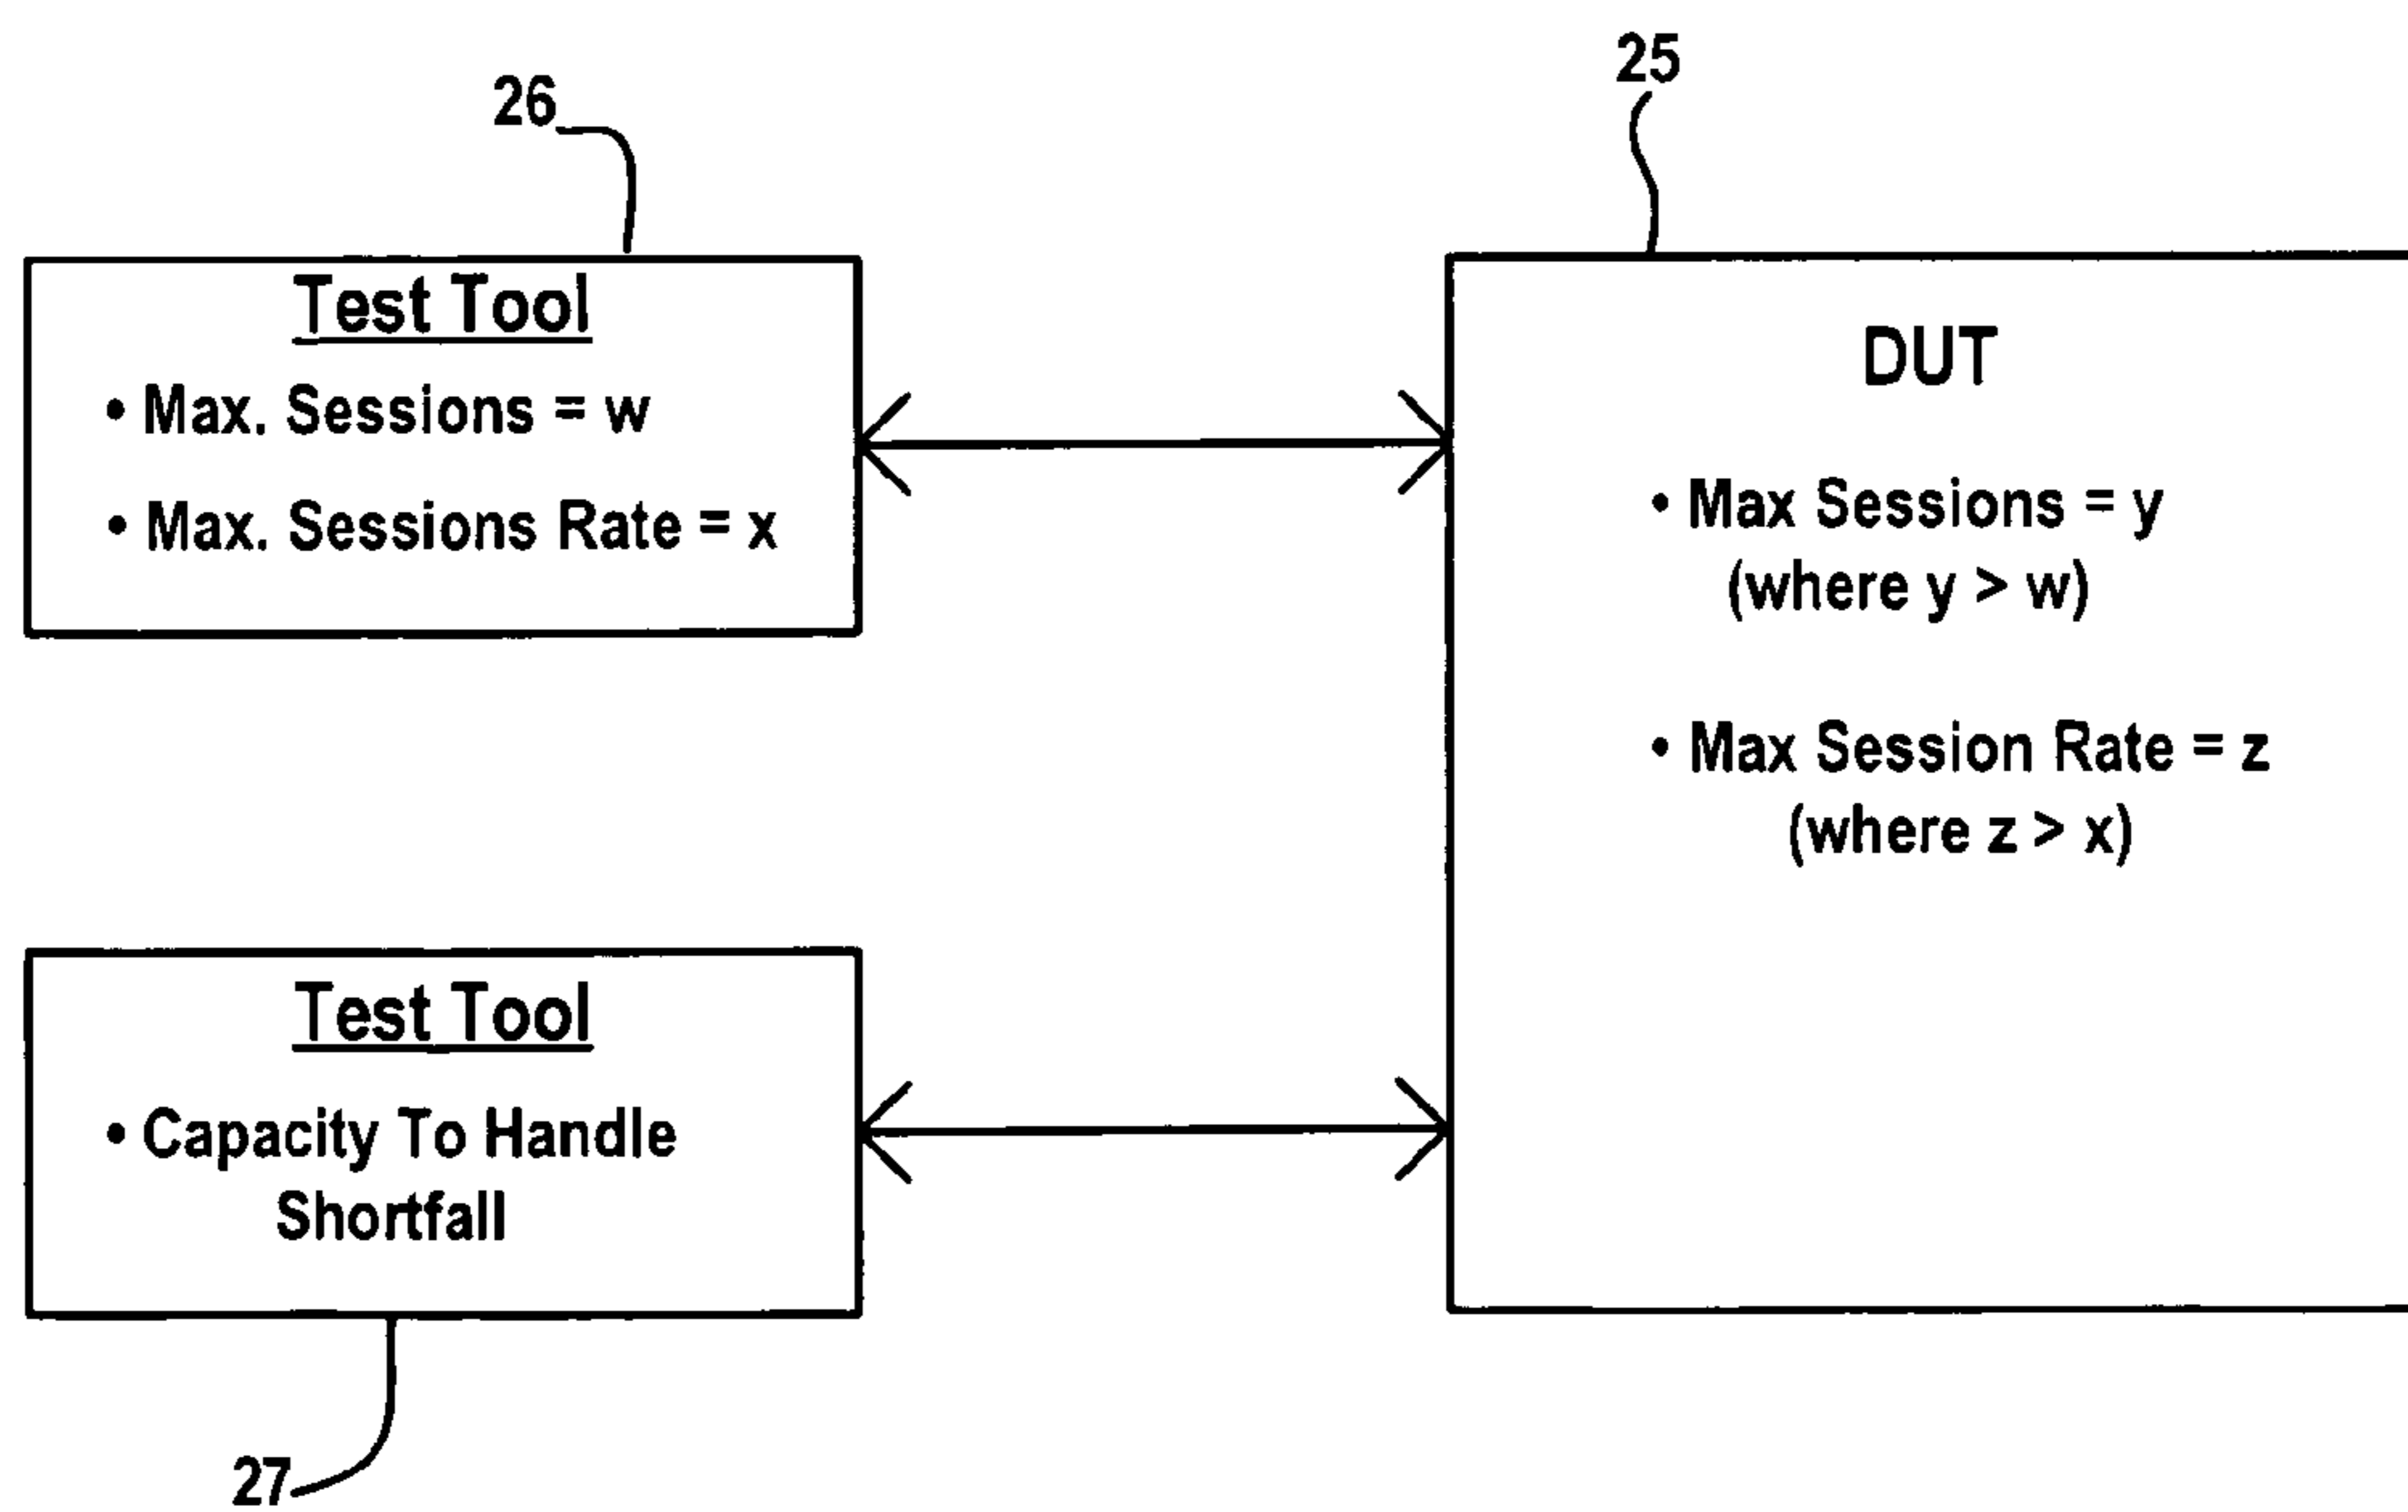 26
Test Tool
• Max. Sessions = w
• Max. Sessions Rate = x
25
DUT
• Max Sessions = y
(where y > w)
• Max Session Rate = z
(where z > x)
Test Tool
• Capacity To Handle
Shortfall
27